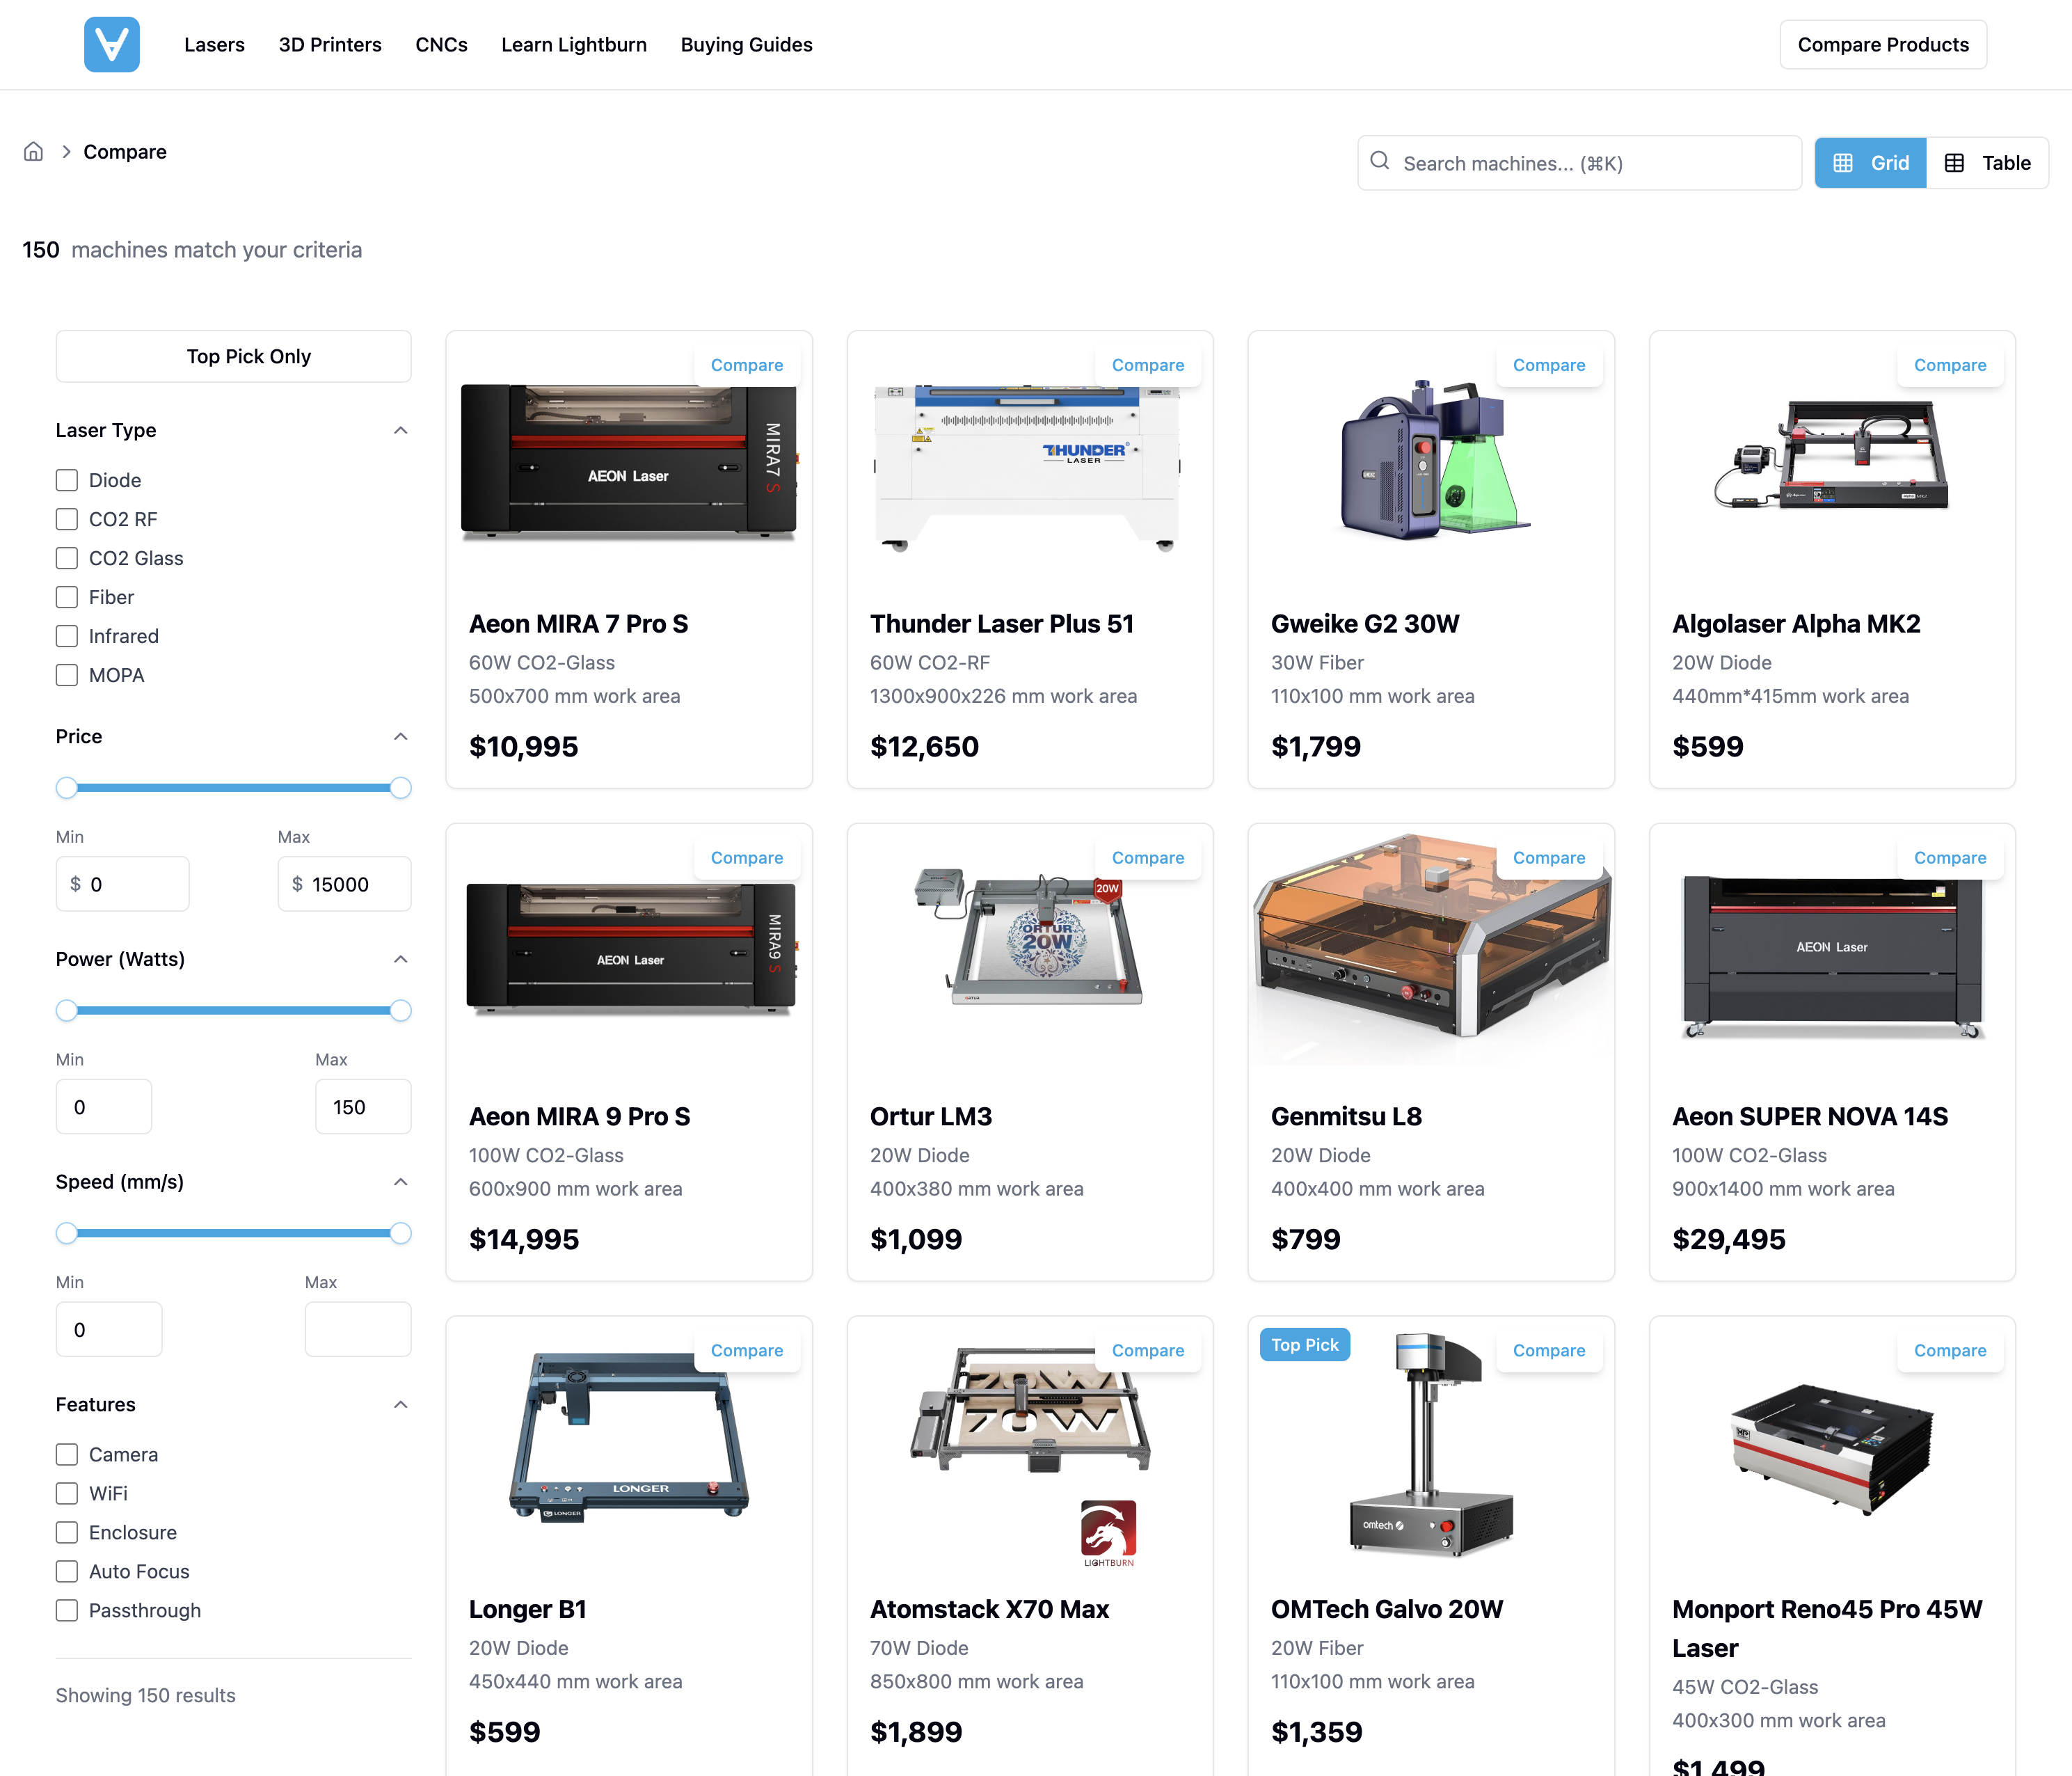 Lasers
3D Printers
CNCs
Learn Lightburn
Buying Guides
Compare Products
Compare
Search machines... (⌘K)
Grid
Table
150 machines match your criteria
Top Pick Only
Laser Type
Diode
CO2 RF
CO2 Glass
Fiber
Infrared
MOPA
Price
Min
Max
$ 0
$ 15000
Power (Watts)
Min
Max
0
150
Speed (mm/s)
Min
Max
0
Features
Camera
WiFi
Enclosure
Auto Focus
Passthrough
Showing 150 results
Compare
MIRA7 S
AEON Laser
Aeon MIRA 7 Pro S
60W CO2-Glass
500x700 mm work area
$10,995
Compare
THUNDER
LASER
Thunder Laser Plus 51
60W CO2-RF
1300x900x226 mm work area
$12,650
Compare
Gweike G2 30W
30W Fiber
110x100 mm work area
$1,799
Compare
Algolaser Alpha MK2
20W Diode
440mm*415mm work area
$599
Compare
MIRA9 S
AEON Laser
Aeon MIRA 9 Pro S
100W CO2-Glass
600x900 mm work area
$14,995
Compare
20W
ORTUR
20W
ORTUR
Ortur LM3
20W Diode
400x380 mm work area
$1,099
Compare
Genmitsu L8
20W Diode
400x400 mm work area
$799
Compare
AEON Laser
Aeon SUPER NOVA 14S
100W CO2-Glass
900x1400 mm work area
$29,495
Compare
LONGER
LONGER
Longer B1
20W Diode
450x440 mm work area
$599
Compare
70W
LIGHTBURN
Atomstack X70 Max
70W Diode
850x800 mm work area
$1,899
Top Pick
Compare
omtech
OMTech Galvo 20W
20W Fiber
110x100 mm work area
$1,359
Compare
HP
Monport Reno45 Pro 45W
Laser
45W CO2-Glass
400x300 mm work area
$1,499